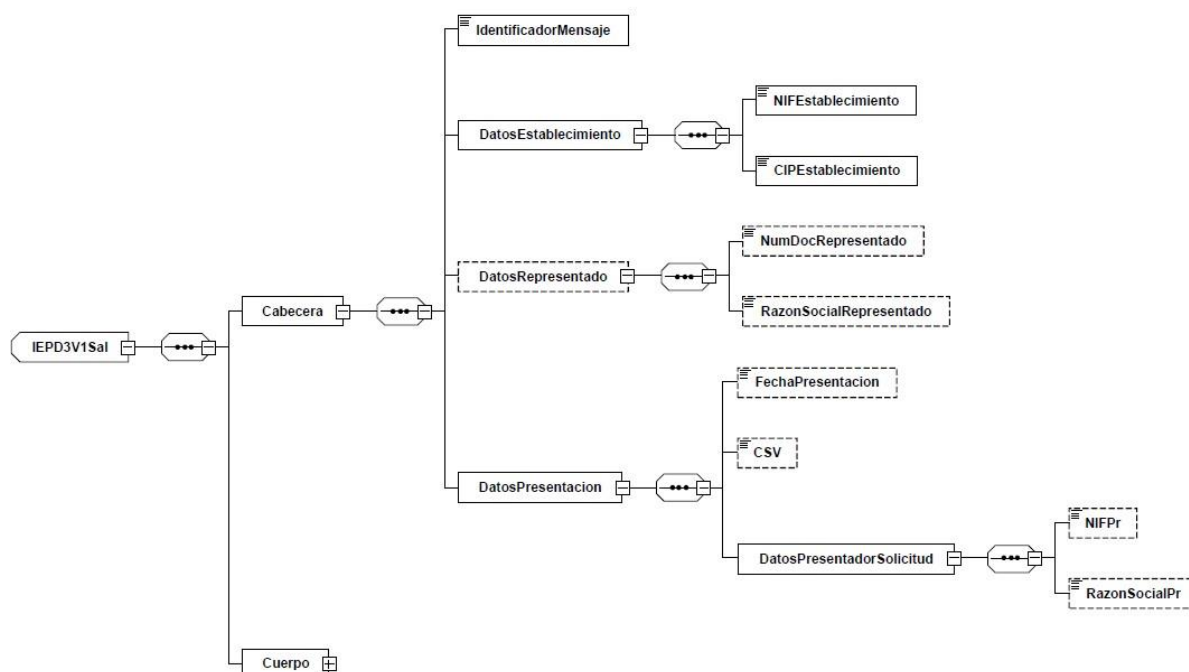 IdentificadorMensaje
NIFEstablecimiento
DatosEstablecimiento
CIPEstablecimiento
NumDocRepresentado
DatosRepresentado
RazonSocialRepresentado
Cabecera
IEPD3V1Sal
FechaPresentacion
CSV
DatosPresentacion
NIFPr
DatosPresentadorSolicitud
RazonSocialPr
Cuerpo